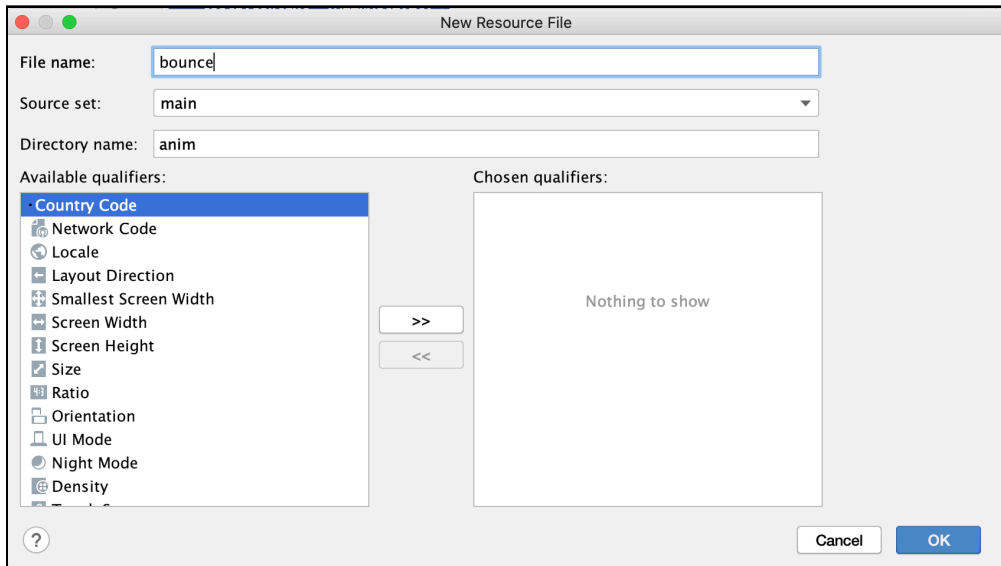 New Resource File
File name: bounce
Source set: main
Directory name: anim
Available qualifiers:
Country Code
Network Code
Locale
Layout Direction
Smallest Screen Width
Screen Width
Screen Height
Size
Ratio
Orientation
UI Mode
Night Mode
Density
Chosen qualifiers:
Nothing to show
>>
<<
?
Cancel
OK